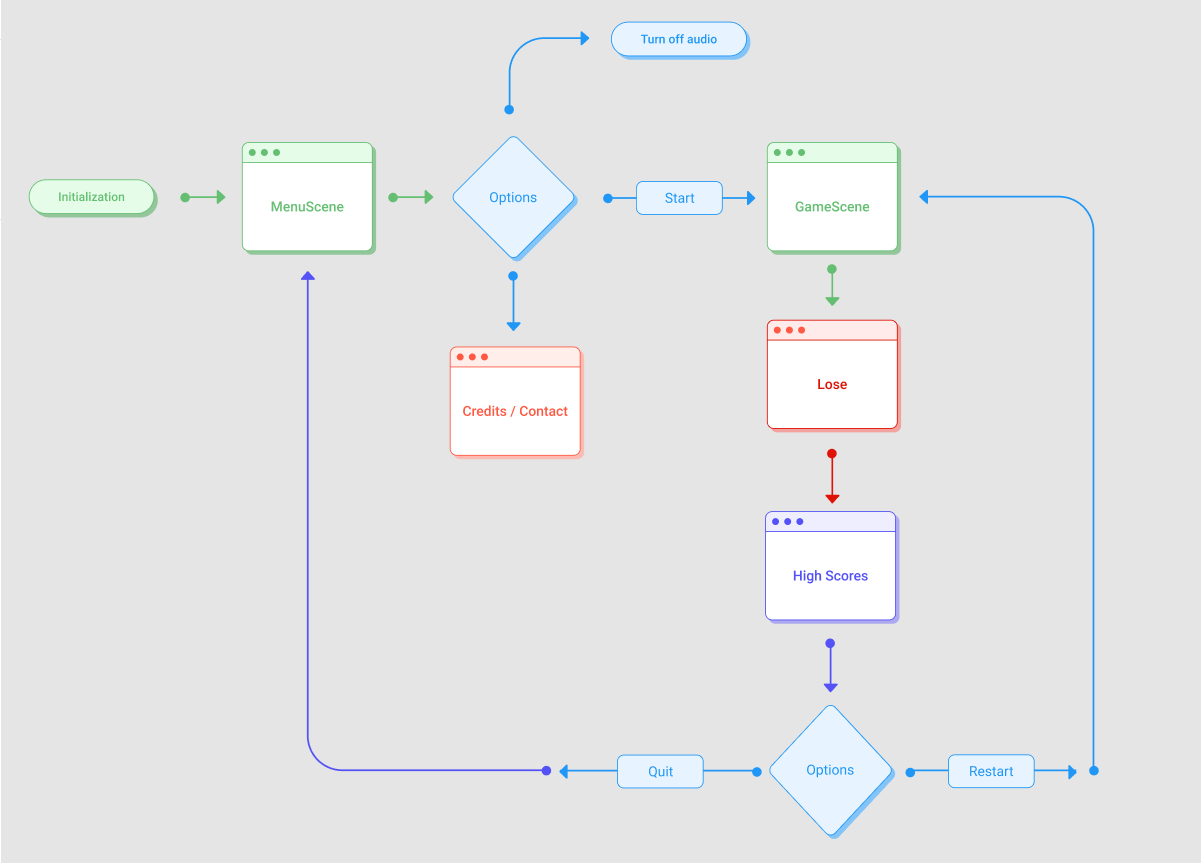 Turn off audio
Initialization
MenuScene
Options
Start
GameScene
Lose
Credits / Contact
High Scores
Quit
Options
Restart